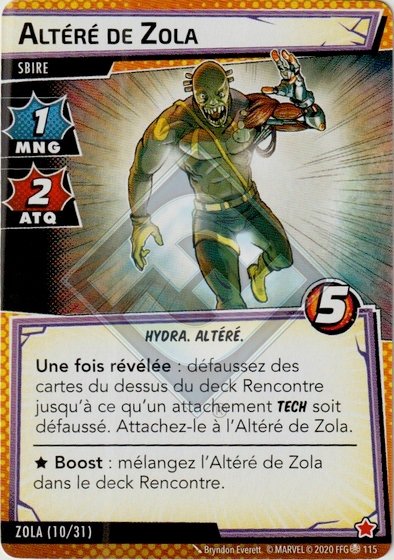 Altéré de Zola
SBIRE
1
MNG
2
ATQ
5
HYDRA. ALTÉRÉ.
Une fois révélée : défaussez des
cartes du dessus du deck Rencontre
jusqu'à ce qu'un attachement TECH soit
défaussé. Attachez-le à l'Altéré de Zola.
★ Boost : mélangez l'Altéré de Zola
dans le deck Rencontre.
ZOLA (10/31)
Bryndon Everett. © MARVEL © 2020 FFG 115